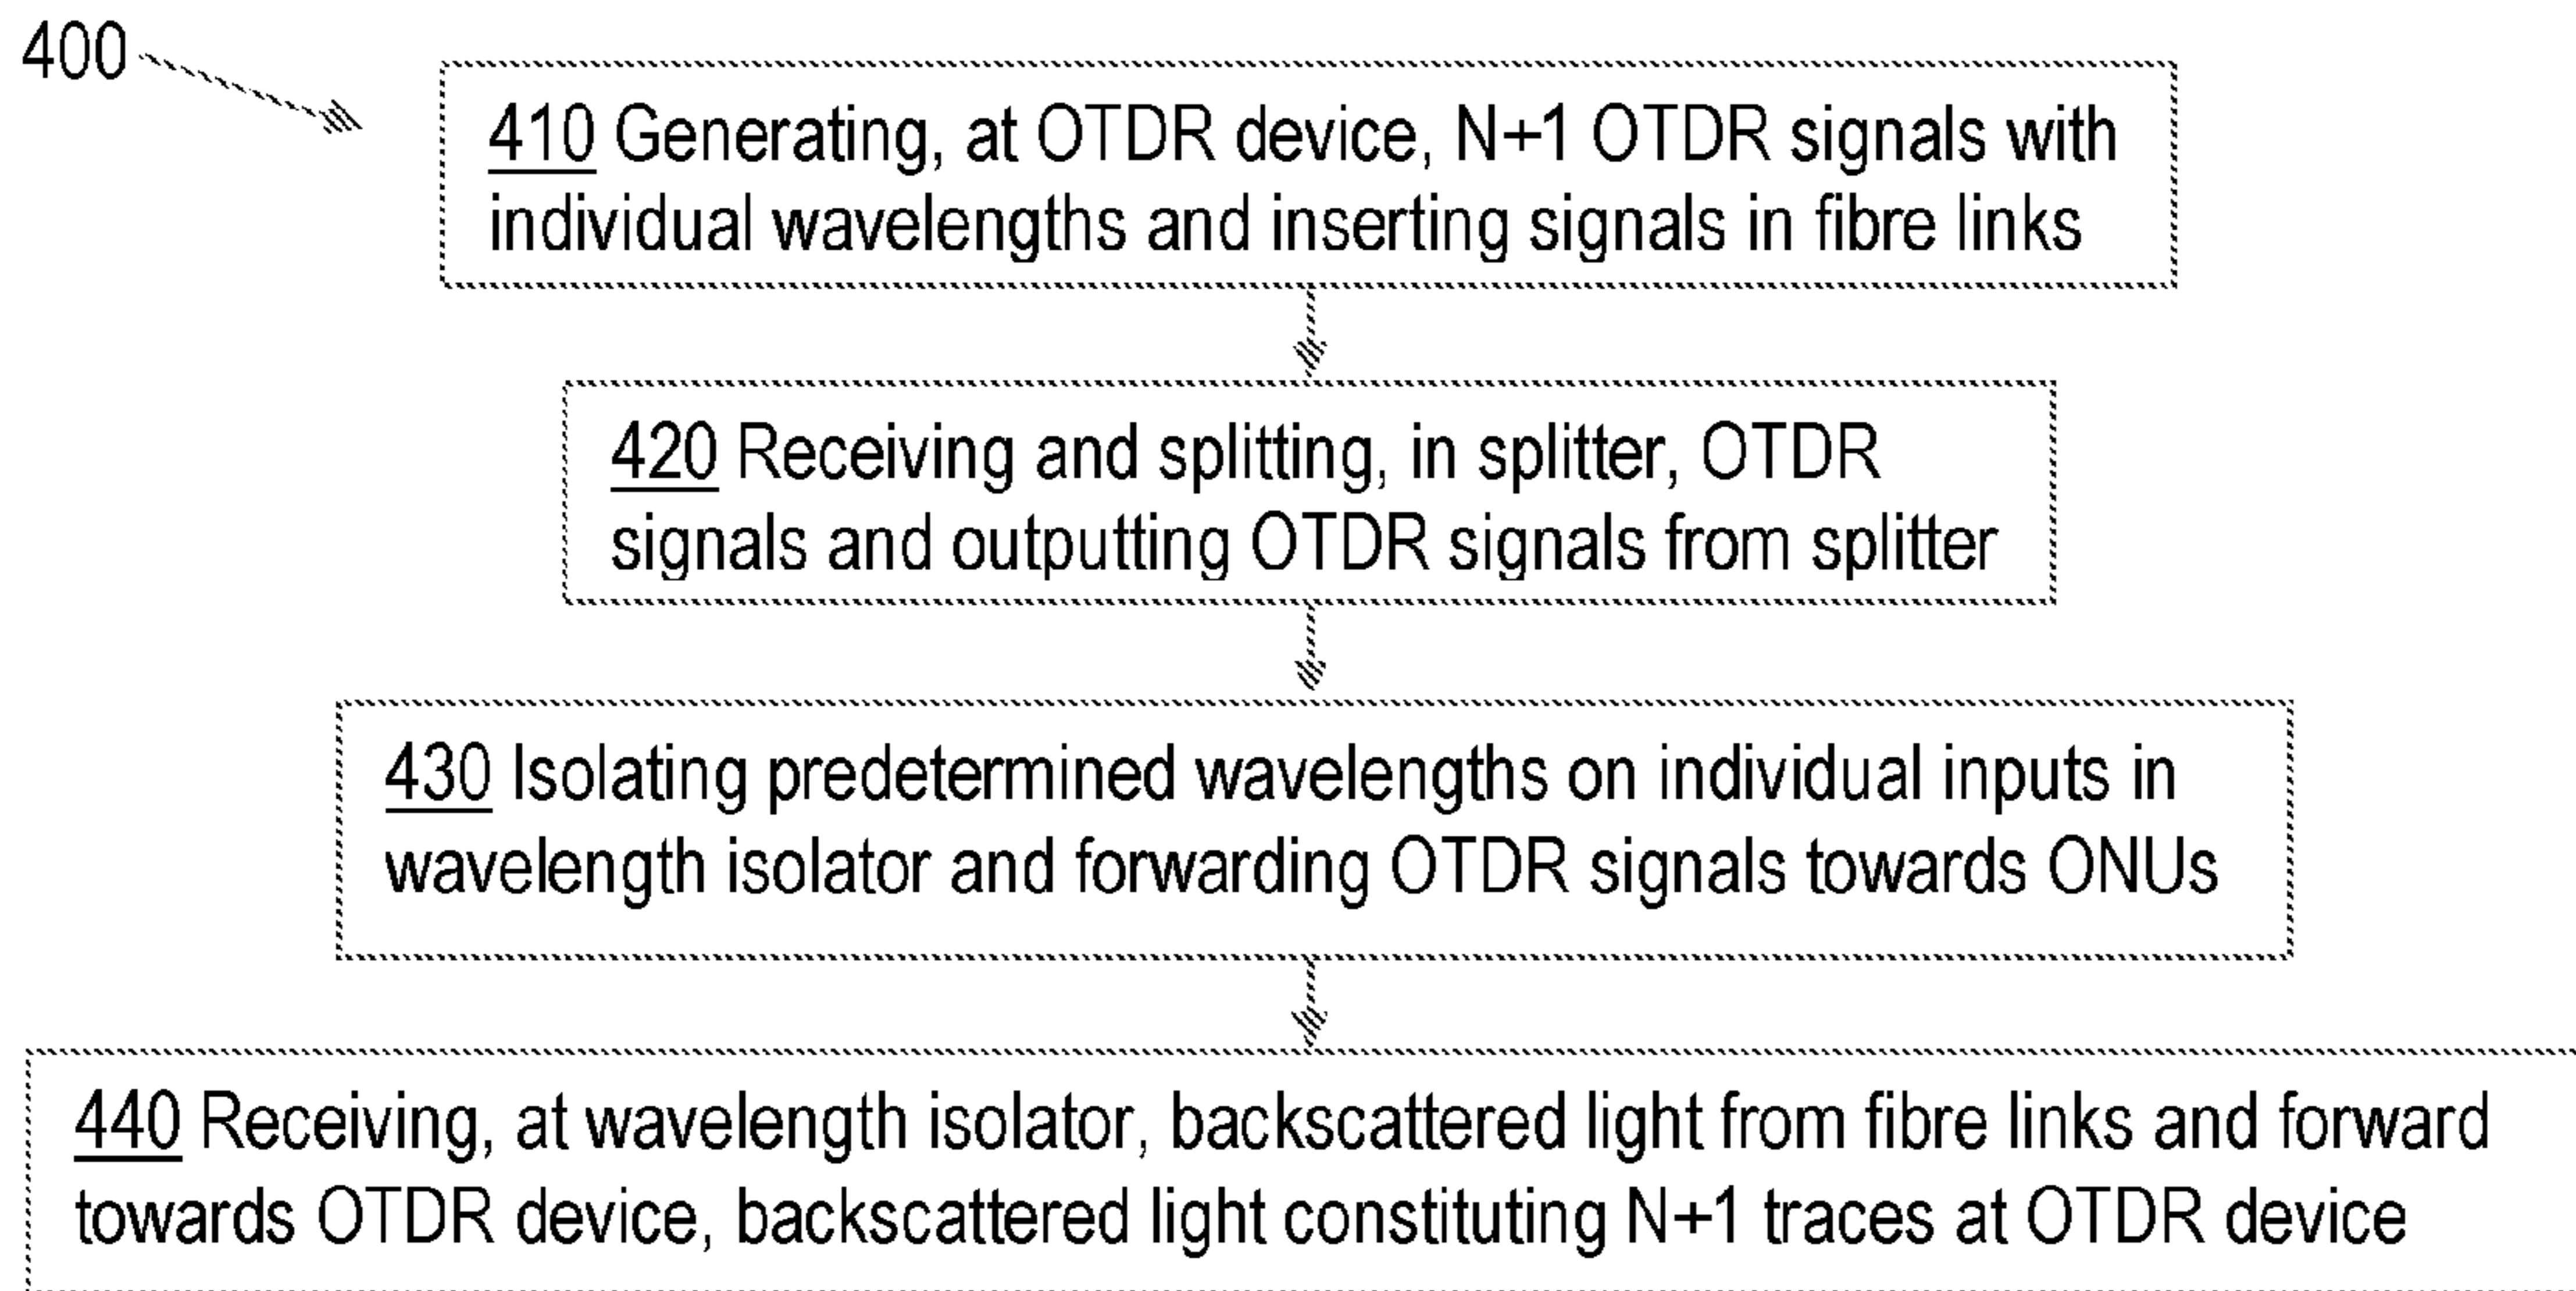 400
410 Generating, at OTDR device, N+1 OTDR signals with
individual wavelengths and inserting signals in fibre links
420 Receiving and splitting, in splitter, OTDR
signals and outputting OTDR signals from splitter
430 Isolating predetermined wavelengths on individual inputs in
wavelength isolator and forwarding OTDR signals towards ONUs
440 Receiving, at wavelength isolator, backscattered light from fibre links and forward
towards OTDR device, backscattered light constituting N+1 traces at OTDR device